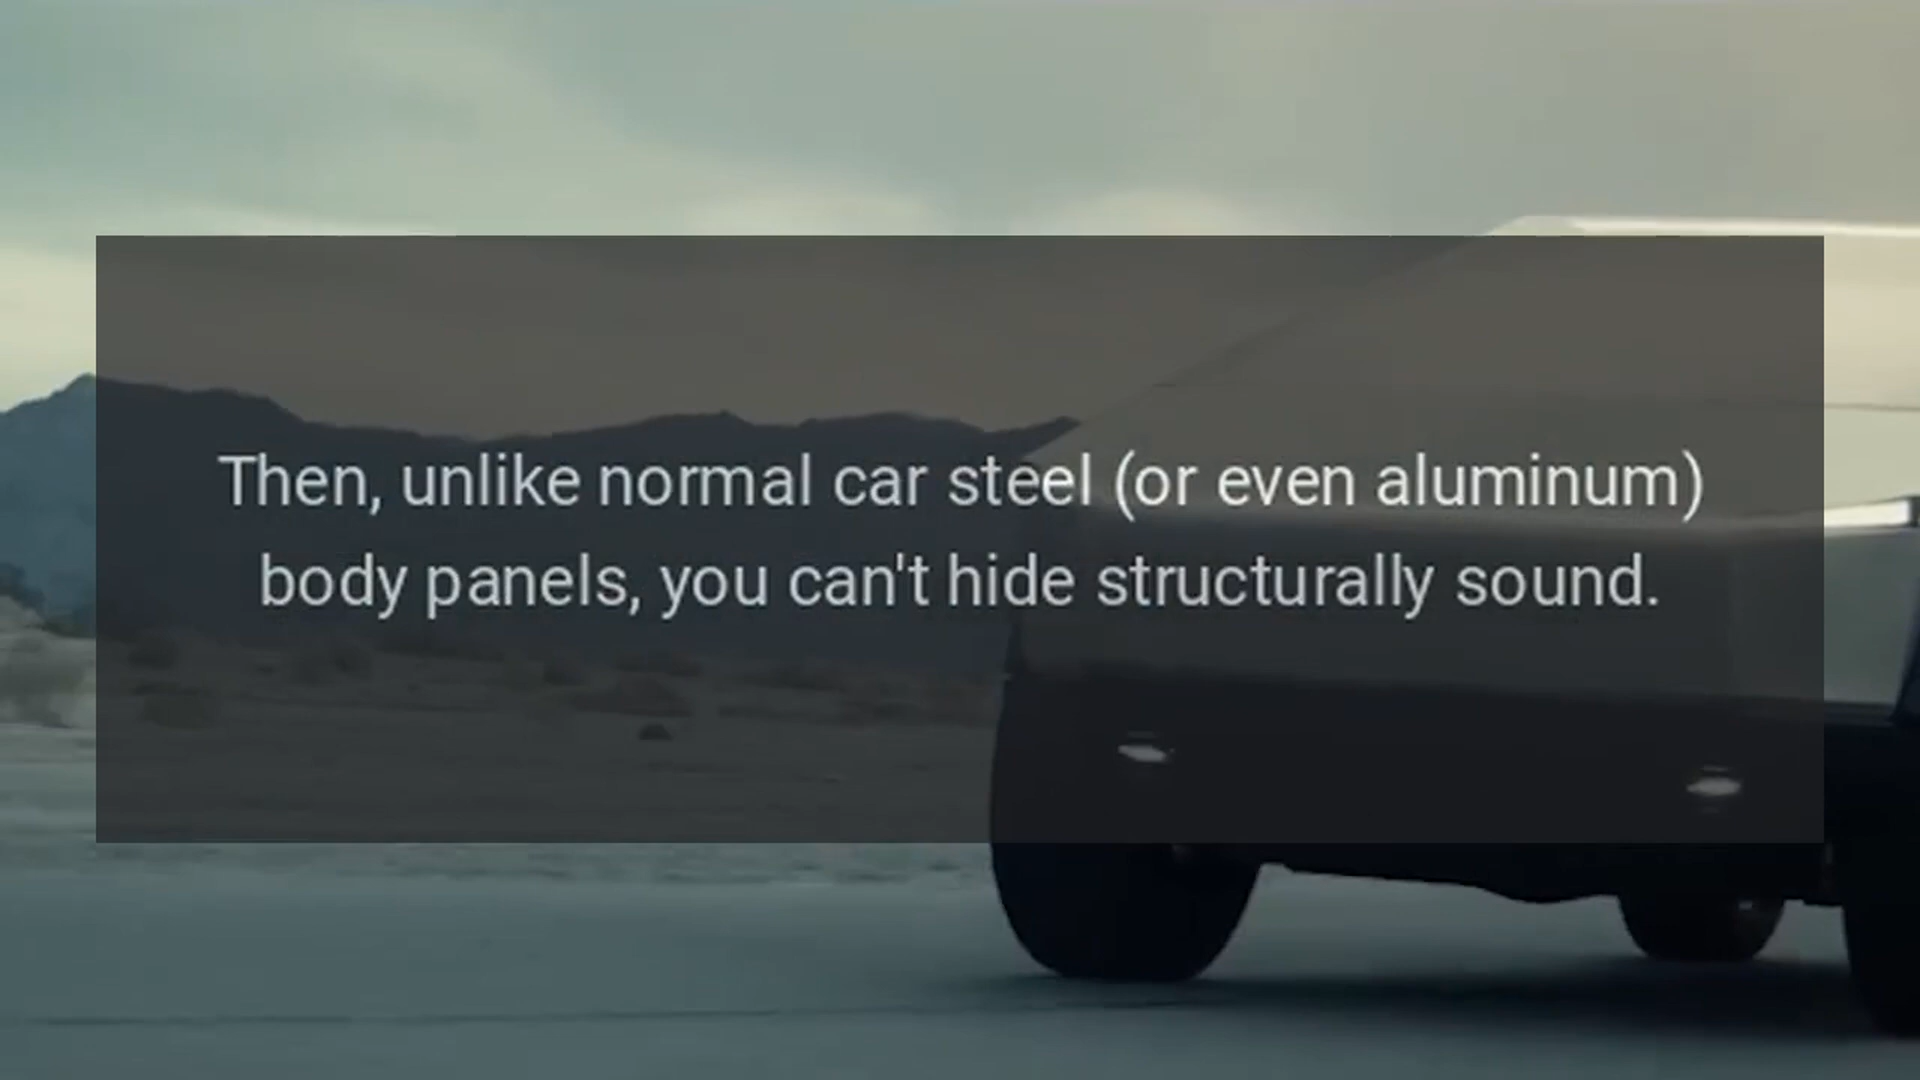 Then, unlike normal car steel (or even aluminum)
body panels, you can't hide structurally sound.